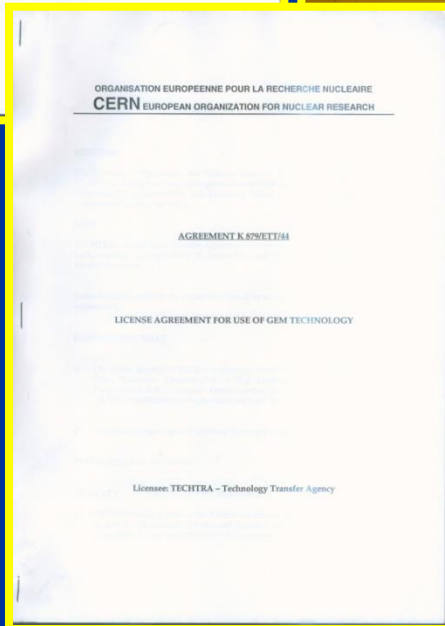 ORGANISATION EUROPEENNE POUR LA RECHERCHE NUCLEAIRE
CERN EUROPEAN ORGANIZATION FOR NUCLEAR RESEARCH
AGREEMENT K 879/ETT/44
LICENSE AGREEMENT FOR USE OF GEM TECHNOLOGY
Licensee: TECHTRA – Technology Transfer Agency